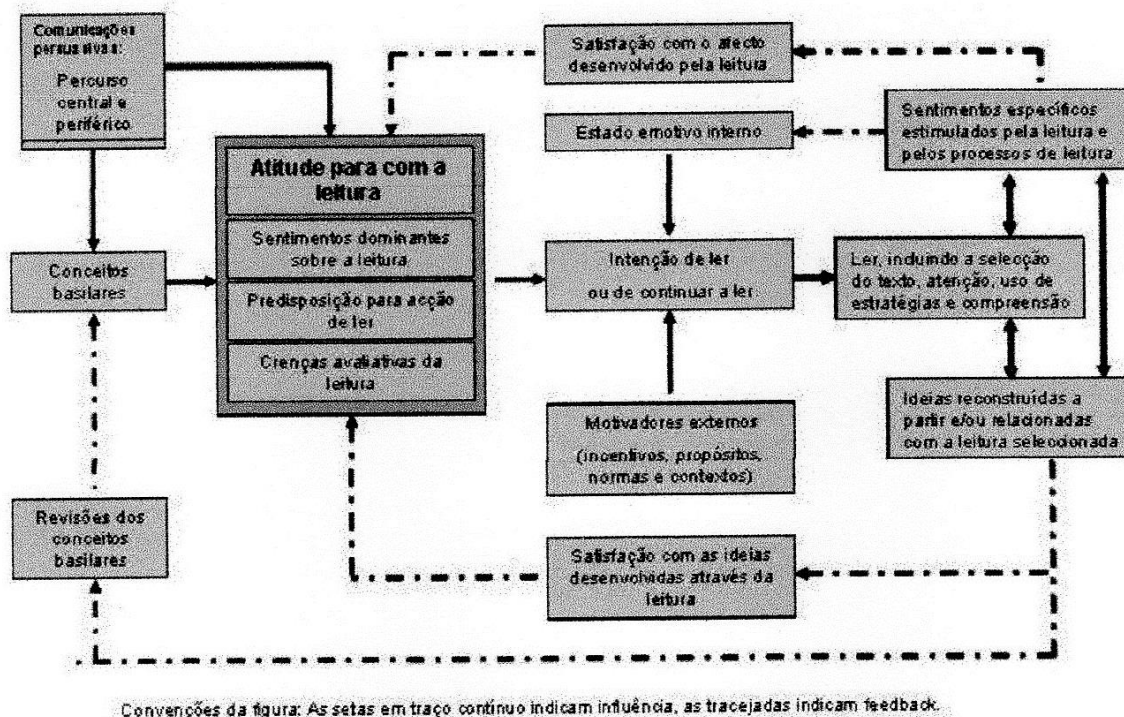 Comunicações
persuasivas:
Percurso
central e
periférico
Satisfação com o afecto
desenvolvido pela leitura
Estado emotivo interno
Sentimentos específicos
estimulados pela leitura e
pelos processos de leitura
Atitude para com a
leitura
Sentimentos dominantes
sobre a leitura
Predisposição para acção
de ler
Crenças avaliativas da
leitura
Conceitos
basilares
Intenção de ler
ou de continuar a ler
Ler, incluindo a selecção
do texto, atenção, uso de
estratégias e compreensão
Motivadores externos
(incentivos, propósitos,
normas e contextos)
Ideias reconstruídas a
partir e/ou relacionadas
com a leitura seleccionada
Revisões dos
conceitos
basilares
Satisfação com as ideias
desenvolvidas através da
leitura
Convenções da figura: As setas em traço contínuo indicam influência, as tracejadas indicam feedback.